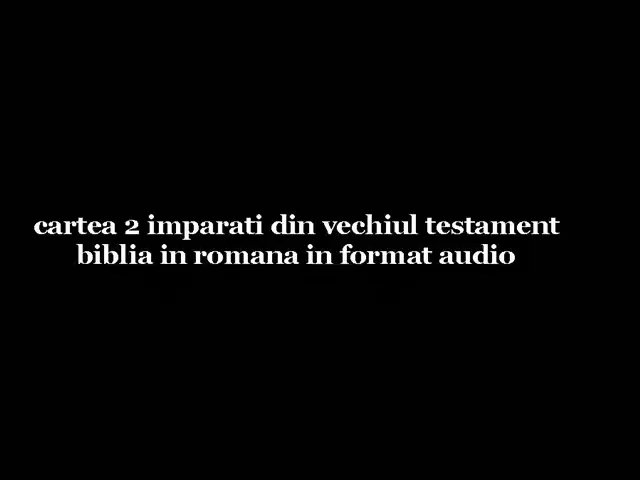 cartea 2 imparati din vechiul testament
biblia in romana in format audio